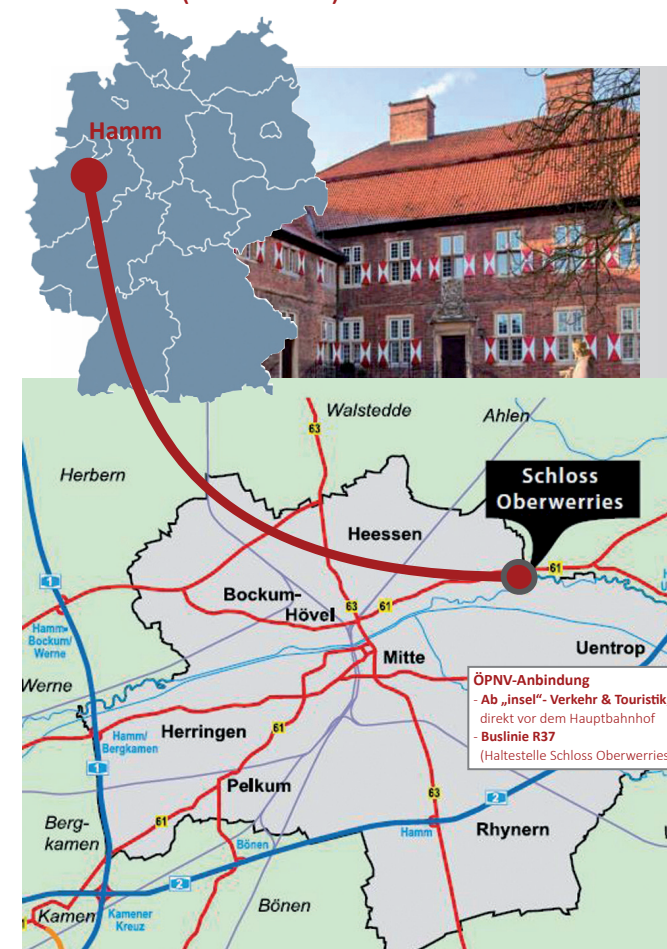 Hamm
63
Walstedde
Ahlen
Herbern
Schloss
Oberwerries
Heessen
61
1
Bockum-
Hövel
63
61
Hamm-
Bockum/
Werne
Mitte
Uentrop
Werne
ÖPNV-Anbindung
- Ab „insel“- Verkehr & Touristik
direkt vor dem Hauptbahnhof
- Buslinie R37
(Haltestelle Schloss Oberwerries
Hamm/
Bergkamen
Herringen
61
1
Pelkum
63
2
61
Berg-
kamen
Hamm
Rhynern
Bönen
2
Kamen
Kamener
Kreuz
Bönen